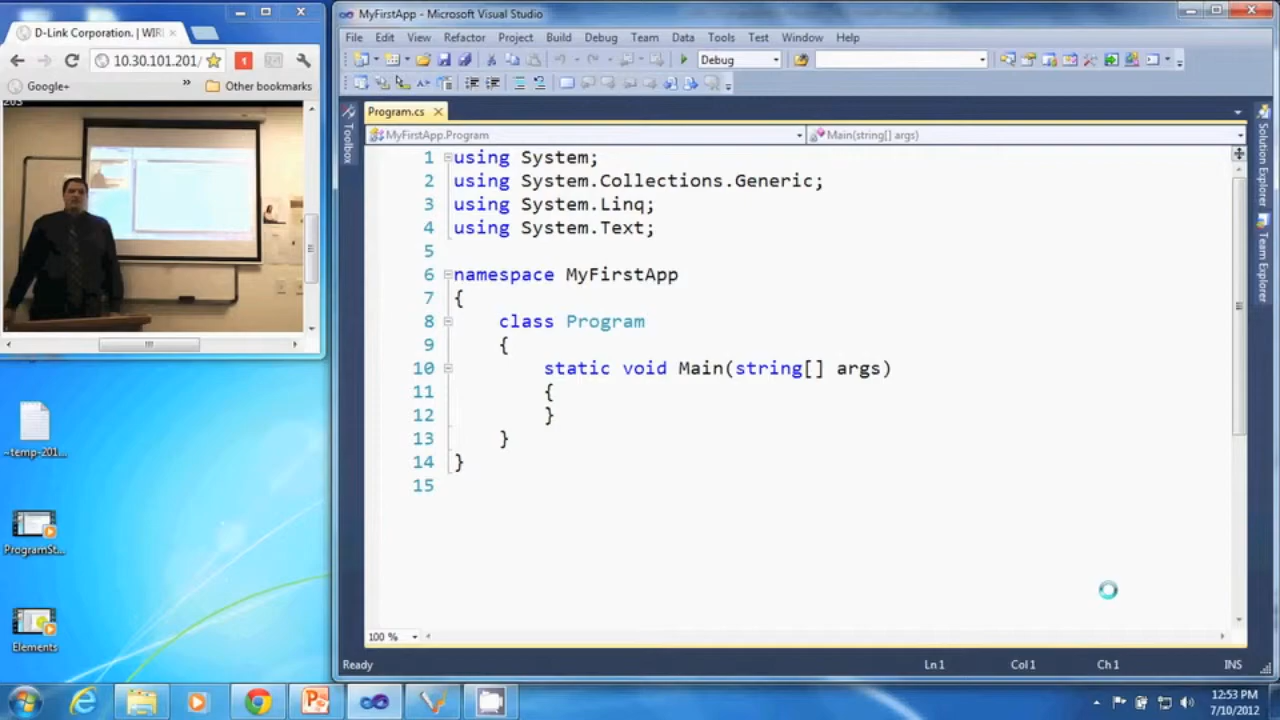 D-Link Corporation. | WIRI
10.30.101.201/
Google+
»
Other bookmarks
203
~temp-201...
ProgramSt...
Elements
MyFirstApp - Microsoft Visual Studio
File Edit View Refactor Project Build Debug Team Data Tools Test Window Help
Debug
Toolbox
Program.cs
MyFirstApp.Program
Main(string[] args)
1 using System;
2 using System.Collections.Generic;
3 using System.Linq;
4 using System.Text;
5
6 namespace MyFirstApp
7 {
8 class Program
9 {
10 static void Main(string[] args)
11 {
12 }
13 }
14 }
15
Solution Explorer
Team Explorer
100 %
Ready Ln 1 Col 1 Ch 1 INS
12:53 PM
7/10/2012